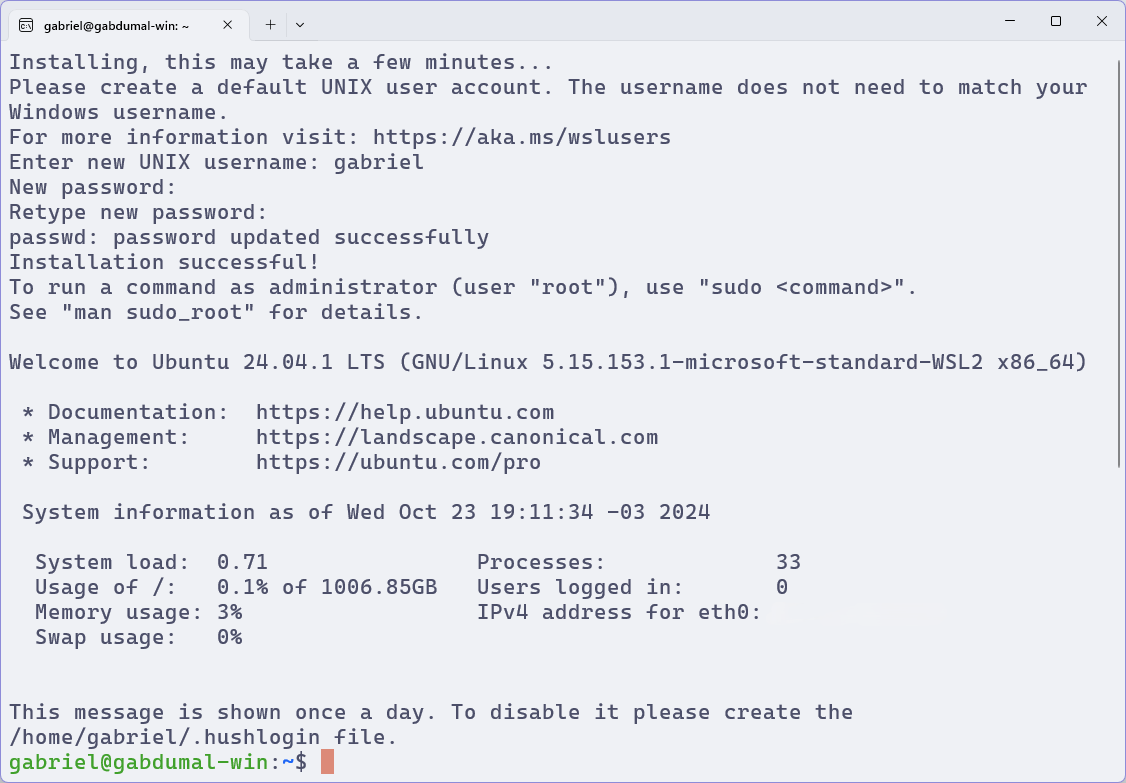 gabriel@gabdumal-win: ~
Installing, this may take a few minutes...
Please create a default UNIX user account. The username does not need to match your
Windows username.
For more information visit: https://aka.ms/wslusers
Enter new UNIX username: gabriel
New password:
Retype new password:
passwd: password updated successfully
Installation successful!
To run a command as administrator (user "root"), use "sudo <command>".
See "man sudo_root" for details.

Welcome to Ubuntu 24.04.1 LTS (GNU/Linux 5.15.153.1-microsoft-standard-WSL2 x86_64)

 * Documentation:  https://help.ubuntu.com
 * Management:     https://landscape.canonical.com
 * Support:        https://ubuntu.com/pro

 System information as of Wed Oct 23 19:11:34 -03 2024

  System load:  0.71                Processes:             33
  Usage of /:   0.1% of 1006.85GB   Users logged in:       0
  Memory usage: 3%                  IPv4 address for eth0:
  Swap usage:   0%

This message is shown once a day. To disable it please create the
/home/gabriel/.hushlogin file.
gabriel@gabdumal-win:~$